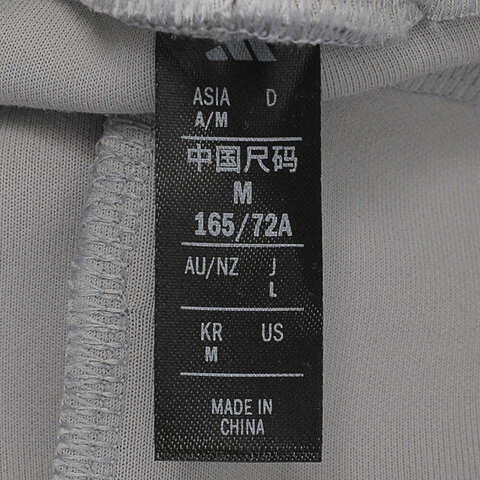 ASIA D
A/M
中国尺码
M
165/72A
AU/NZ J
L
KR US
M
MADE IN
CHINA